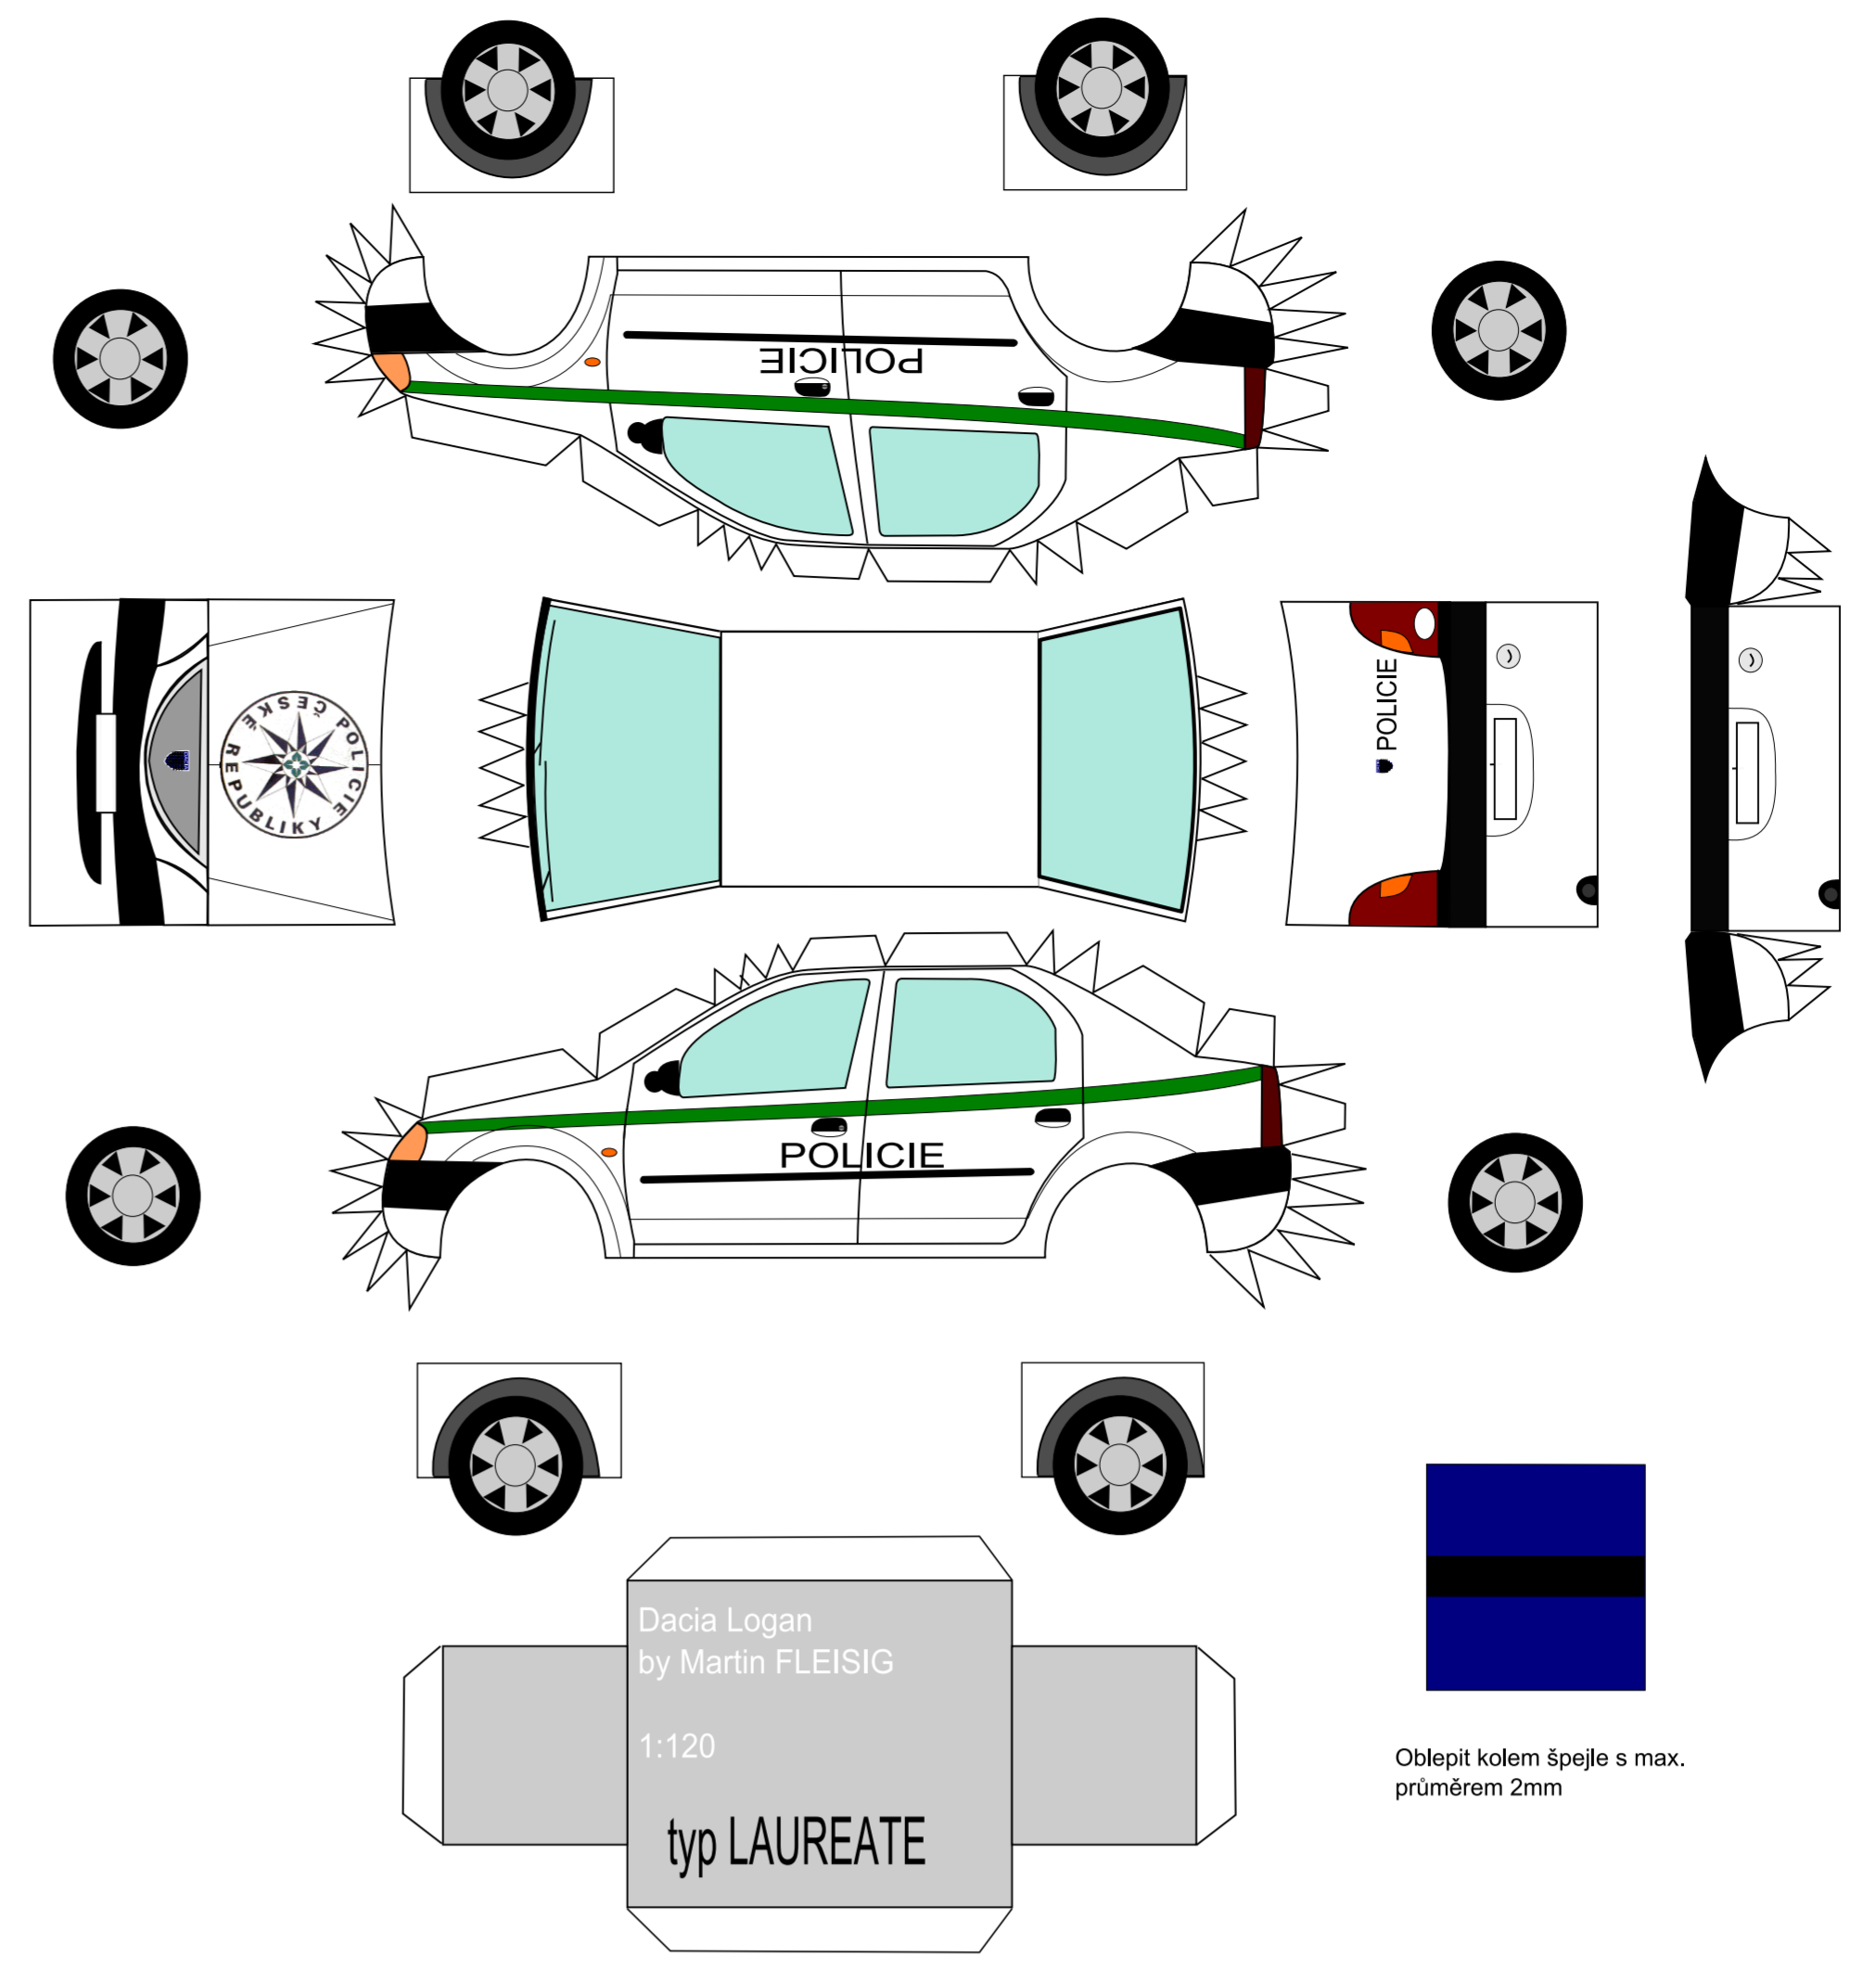 POLICIE
POLICIE ČESKÉ REPUBLIKY
POLICIE
POLICIE
Dacia Logan
by Martin FLEISIG
1:120
typ LAUREATE
Oblepit kolem špejle s max.
průměrem 2mm